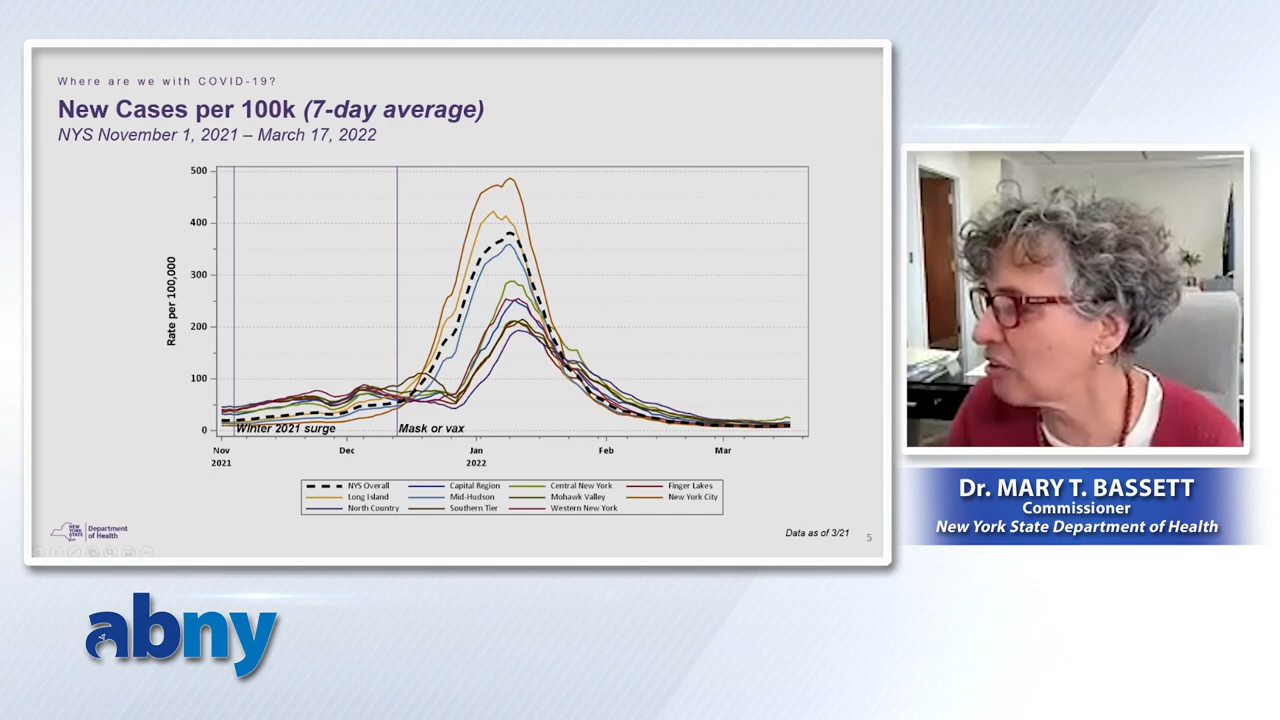 Where are we with COVID-19?
New Cases per 100k (7-day average)
NYS November 1, 2021 – March 17, 2022
500
400
300
200
100
0
Rate per 100,000
Winter 2021 surge
Mask or vax
Nov
2021
Dec
Jan
2022
Feb
Mar
NYS Overall
Capital Region
Central New York
Finger Lakes
Long Island
Mid-Hudson
Mohawk Valley
New York City
North Country
Southern Tier
Western New York
NEW YORK STATE
Department of Health
Data as of 3/21
5
Dr. MARY T. BASSETT
Commissioner
New York State Department of Health
abny